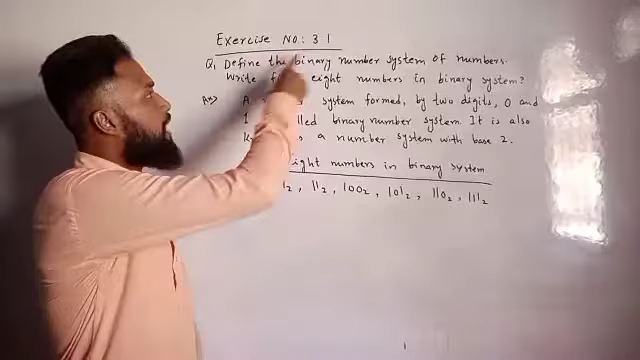 Exercise No: 3 1
Q1 Define the binary number system of numbers.
Write eight numbers in binary system?
Ans) A system formed, by two digits, 0 and
1 binary number system. It is also
a number system with base 2.
numbers in binary system
11₂, 100₂, 101₂, 110₂, 111₂